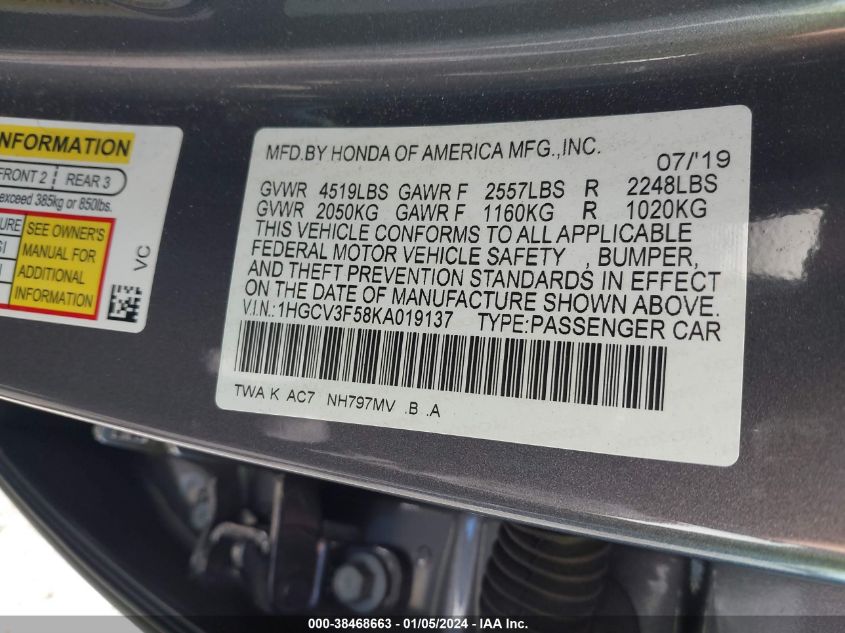 NFORMATION
FRONT 2 REAR 3
exceed 385kg or 850lbs.
SEE OWNER'S
MANUAL FOR
ADDITIONAL
INFORMATION
VC
MFD.BY HONDA OF AMERICA MFG.,INC. 07/'19
GVWR 4519LBS GAWR F 2557LBS R 2248LBS
GVWR 2050KG GAWR F 1160KG R 1020KG
THIS VEHICLE CONFORMS TO ALL APPLICABLE
FEDERAL MOTOR VEHICLE SAFETY , BUMPER,
AND THEFT PREVENTION STANDARDS IN EFFECT
ON THE DATE OF MANUFACTURE SHOWN ABOVE.
V.I.N.:1HGCV3F58KA019137 TYPE:PASSENGER CAR
TWA K AC7 NH797MV .B .A
000-38468663 - 01/05/2024 - IAA Inc.